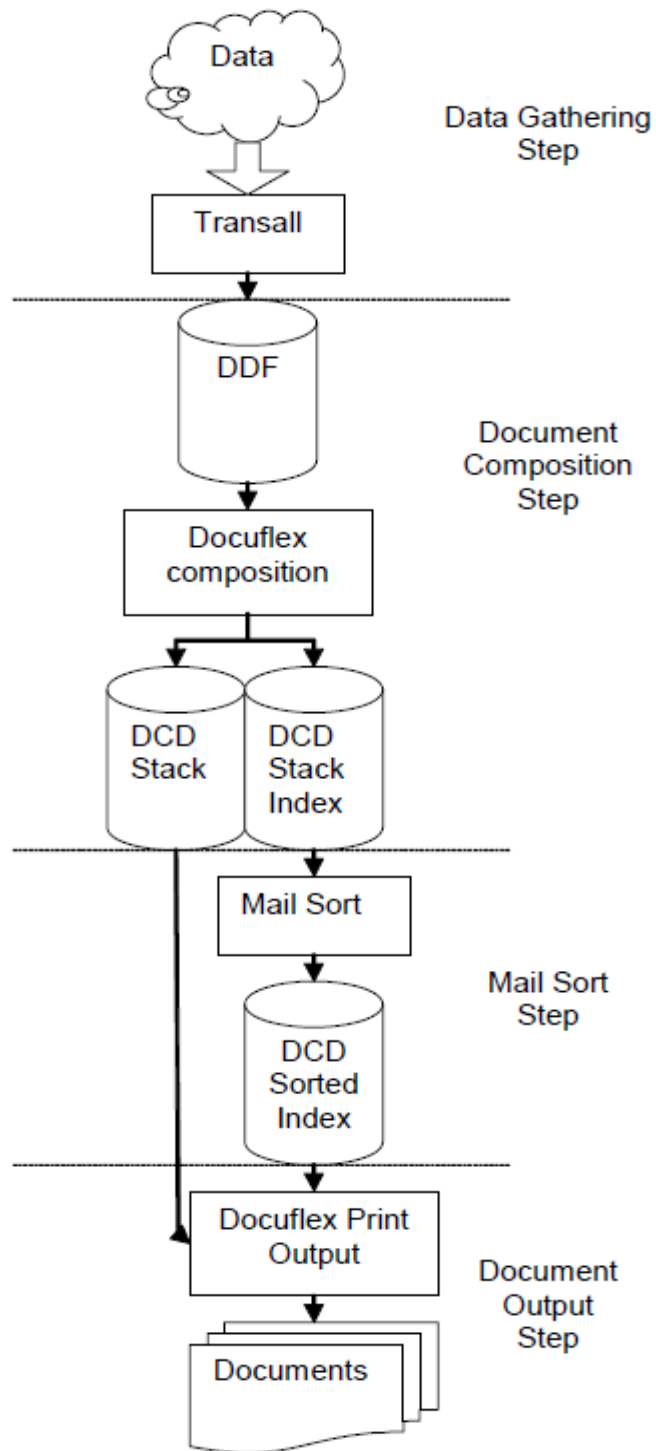 Data
Data Gathering
Step
Transall
DDF
Document
Composition
Step
Docuflex
composition
DCD
Stack
DCD
Stack
Index
Mail Sort
Mail Sort
Step
DCD
Sorted
Index
Docuflex Print
Output
Document
Output
Step
Documents